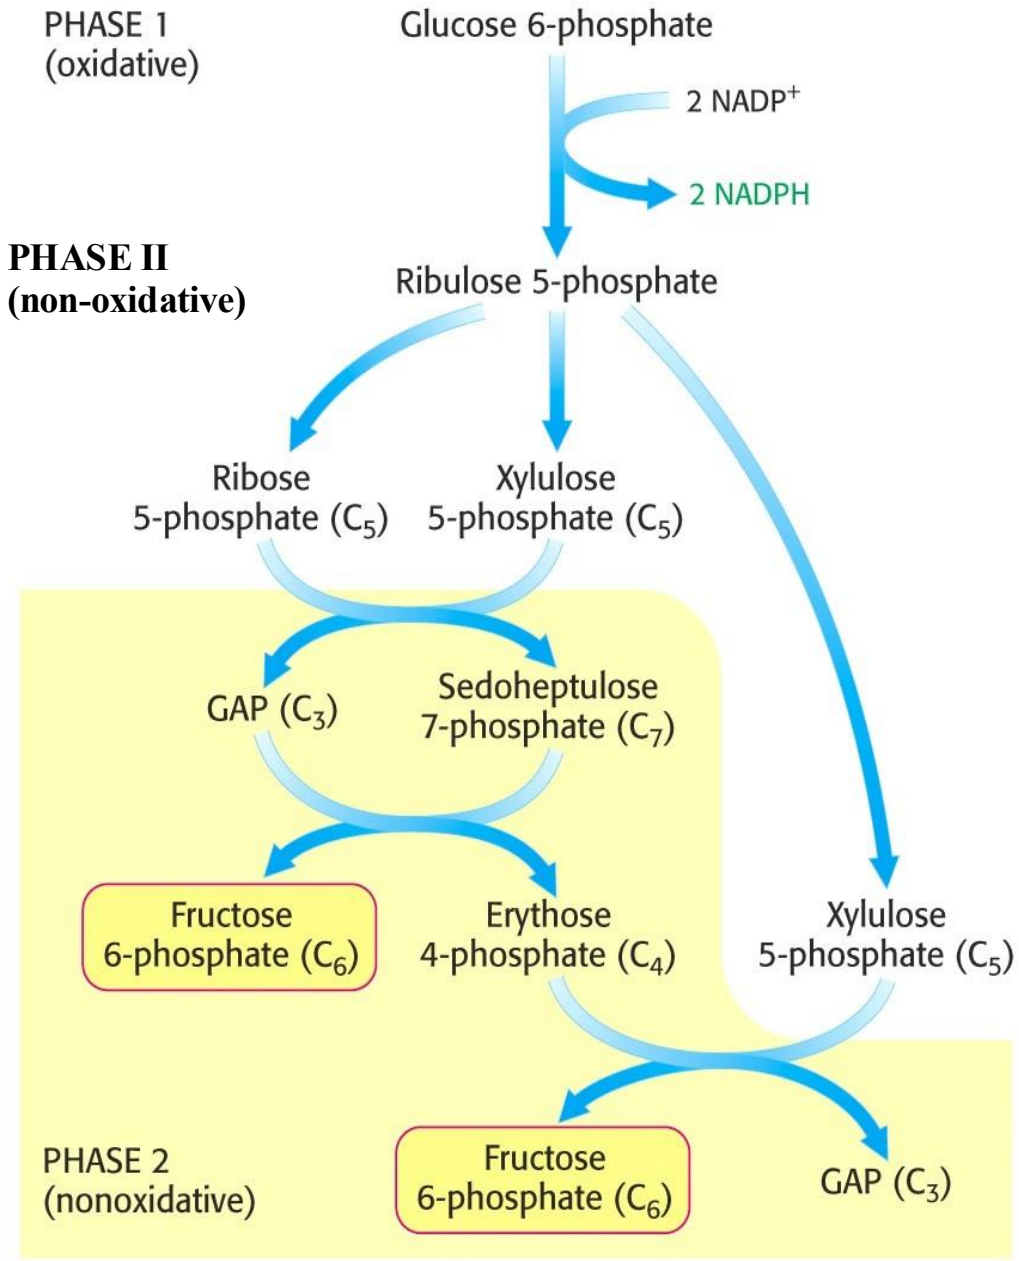 PHASE 1
(oxidative)
Glucose 6-phosphate
2 NADP⁺
2 NADPH
PHASE II
(non-oxidative)
Ribulose 5-phosphate
Ribose
5-phosphate (C₅)
Xylulose
5-phosphate (C₅)
GAP (C₃)
Sedoheptulose
7-phosphate (C₇)
Fructose
6-phosphate (C₆)
Erythose
4-phosphate (C₄)
Xylulose
5-phosphate (C₅)
PHASE 2
(nonoxidative)
Fructose
6-phosphate (C₆)
GAP (C₃)